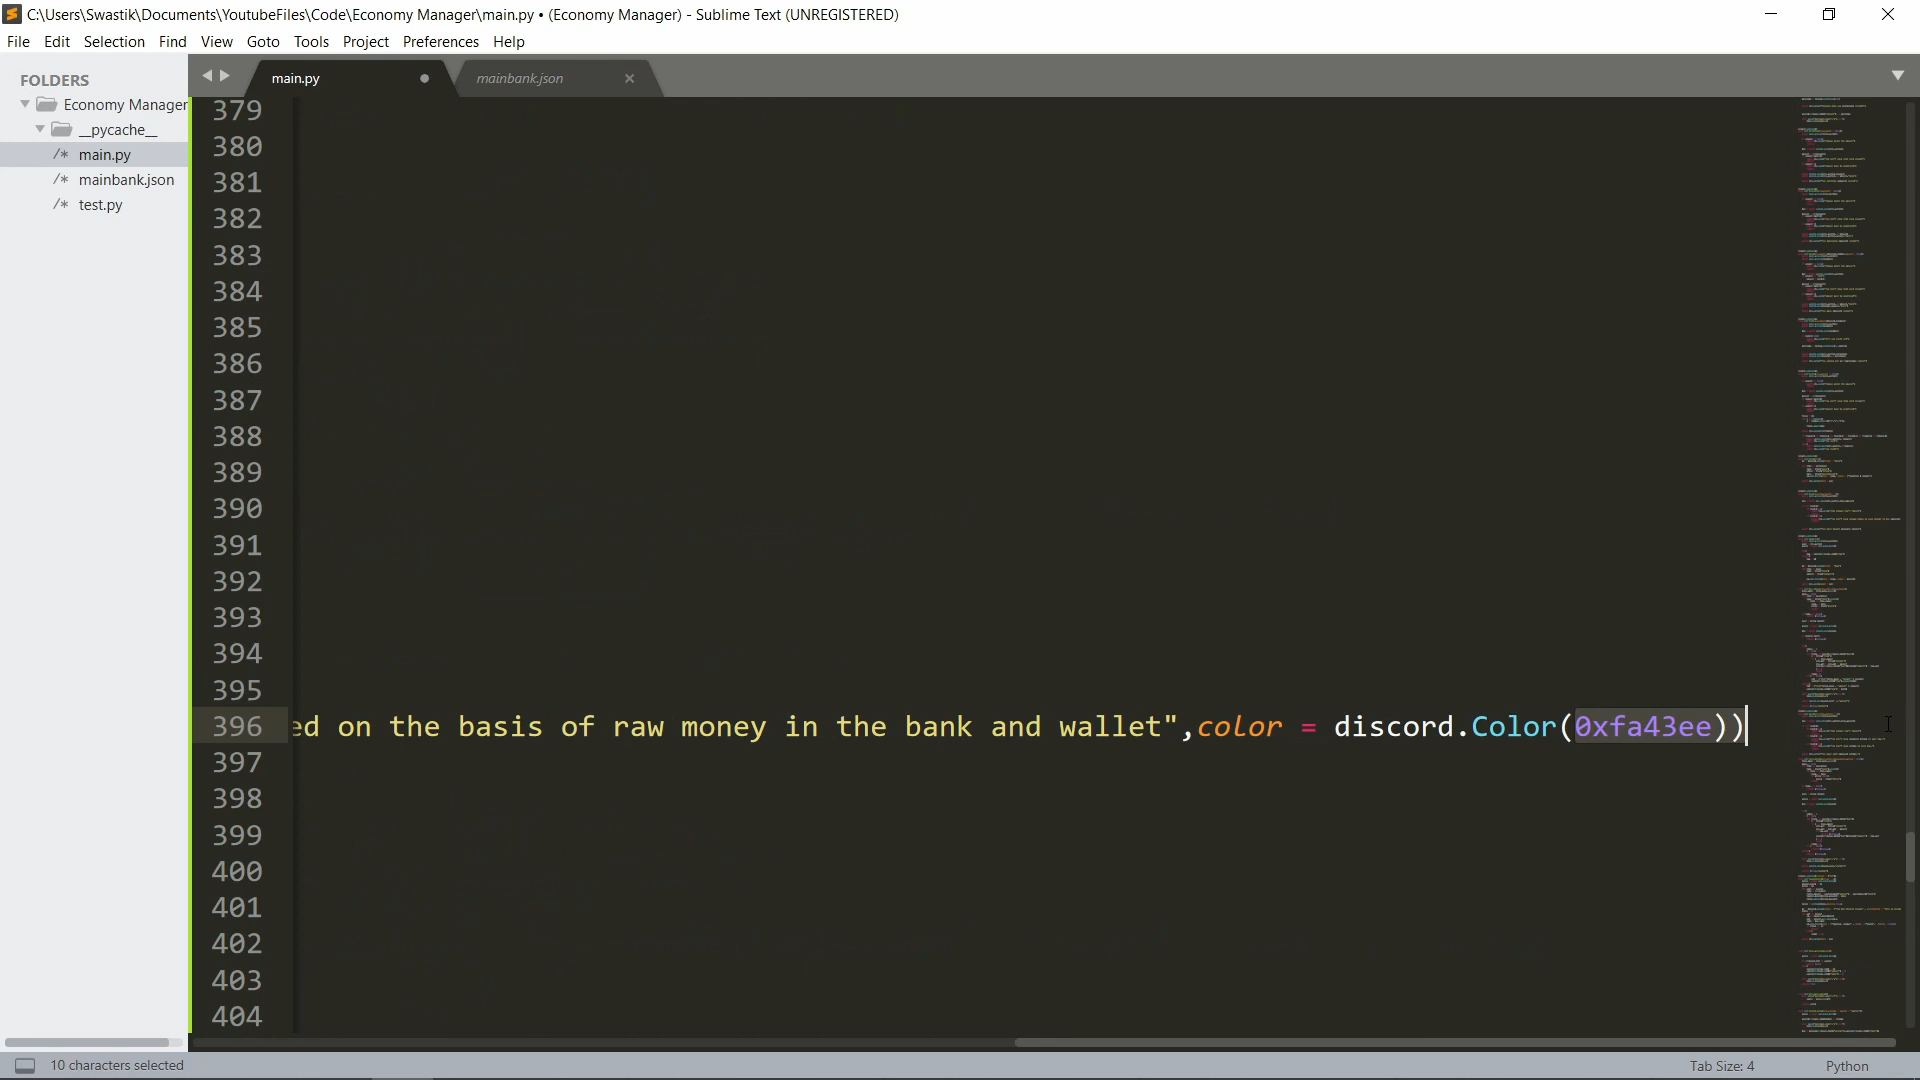 C:\Users\Swastik\Documents\YoutubeFiles\Code\Economy Manager\main.py • (Economy Manager) - Sublime Text (UNREGISTERED)
File Edit Selection Find View Goto Tools Project Preferences Help
FOLDERS
Economy Manager
__pycache__
/* main.py
/* mainbank.json
/* test.py
main.py
mainbank.json
379
380
381
382
383
384
385
386
387
388
389
390
391
392
393
394
395
396 ed on the basis of raw money in the bank and wallet",color = discord.Color(0xfa43ee))
397
398
399
400
401
402
403
404
10 characters selected
Tab Size: 4
Python